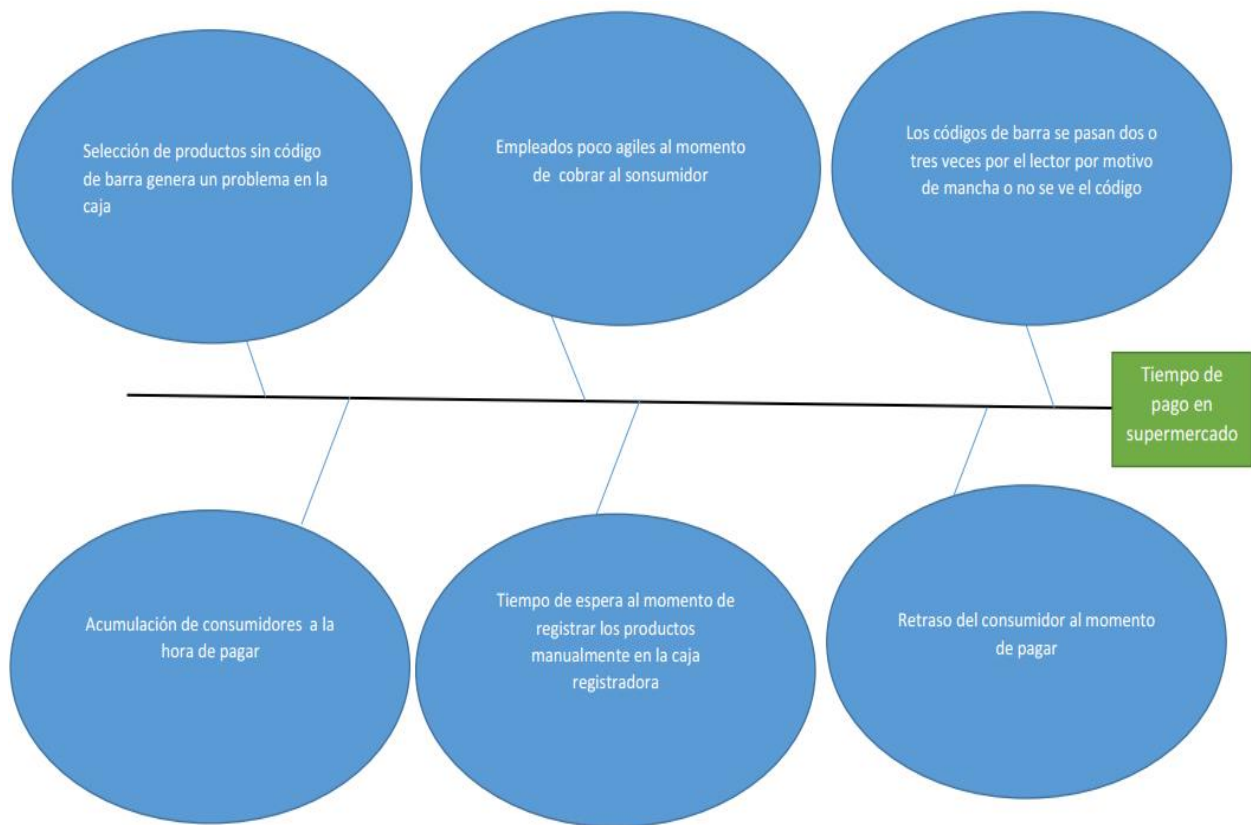 Selección de productos sin código
de barra genera un problema en la
caja
Empleados poco agiles al momento
de cobrar al sonsumidor
Los códigos de barra se pasan dos o
tres veces por el lector por motivo
de mancha o no se ve el código
Tiempo de
pago en
supermercado
Acumulación de consumidores a la
hora de pagar
Tiempo de espera al momento de
registrar los productos
manualmente en la caja
registradora
Retraso del consumidor al momento
de pagar